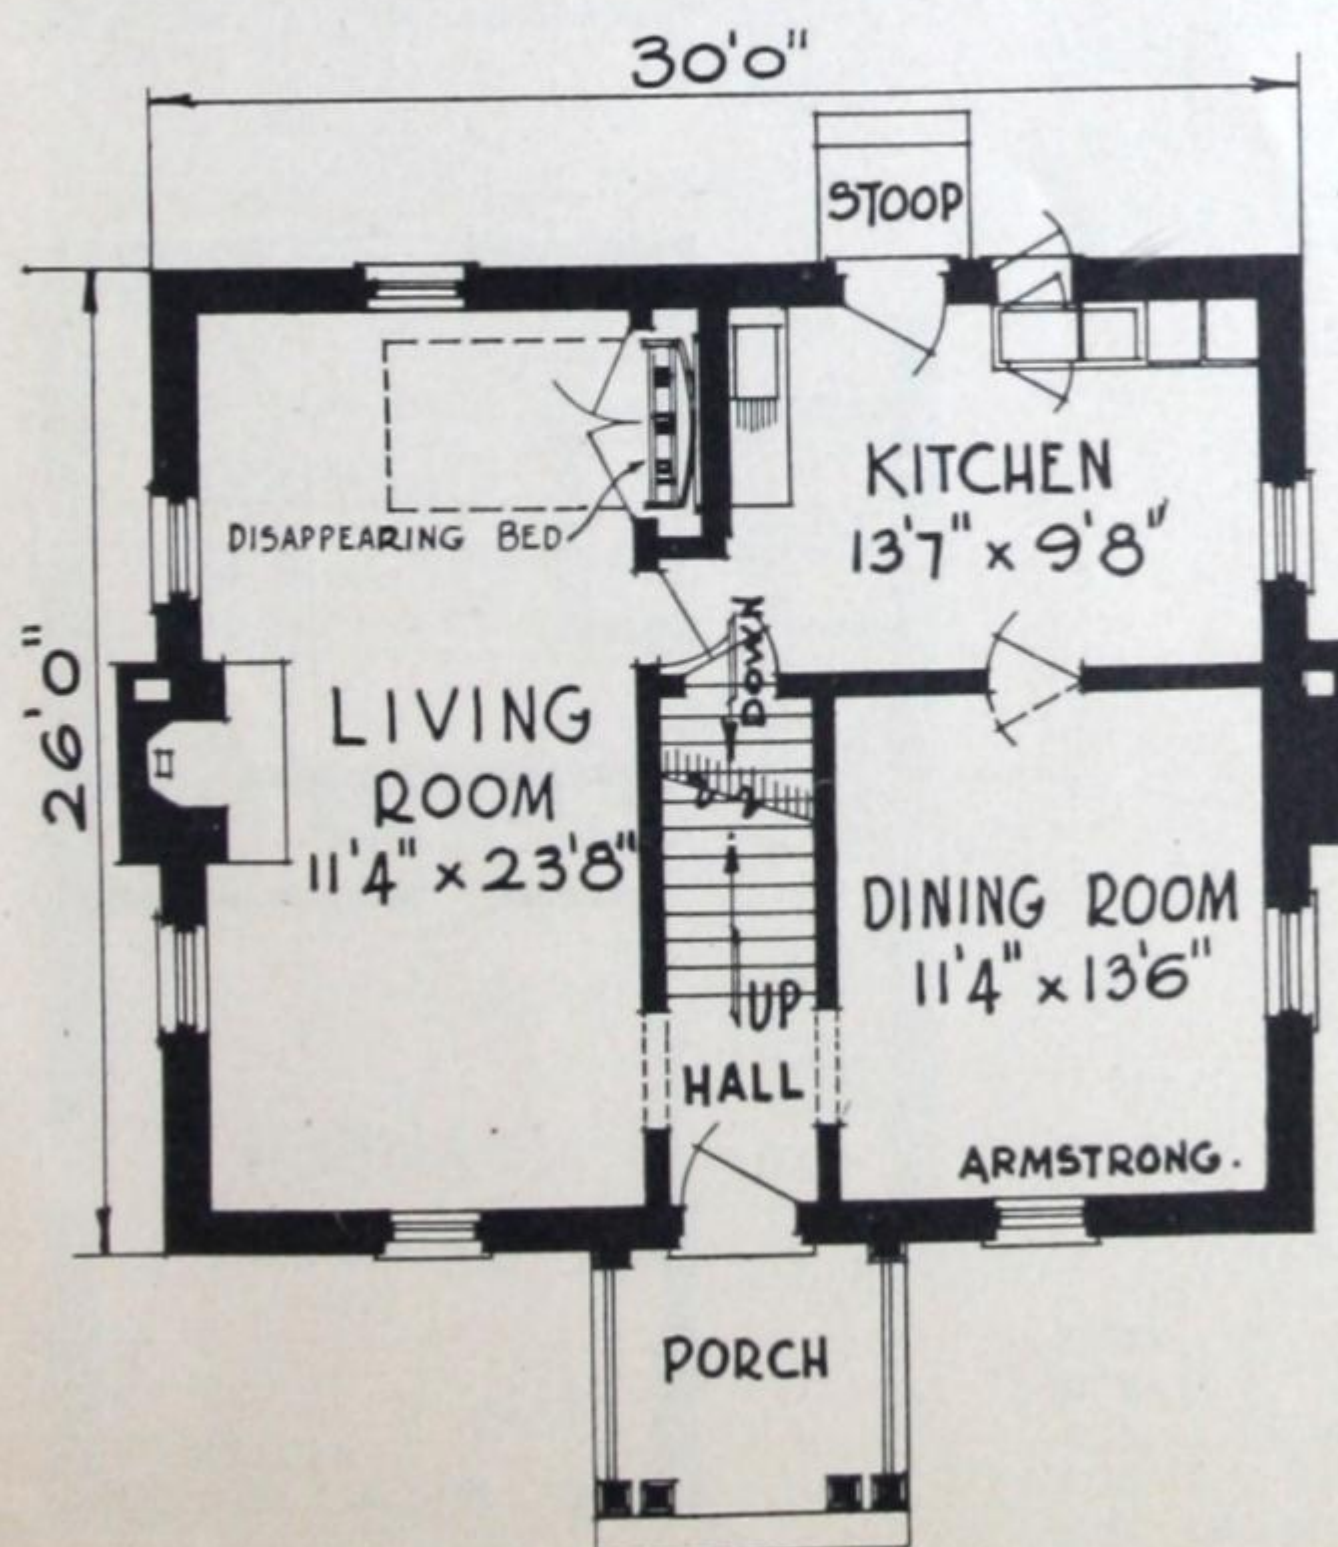 30'0"
STOOP
KITCHEN
13'7" x 9'8"
DISAPPEARING BED
DOWN
26'0"
LIVING
ROOM
11'4" x 23'8"
DINING ROOM
11'4" x 13'6"
UP
HALL
ARMSTRONG.
PORCH